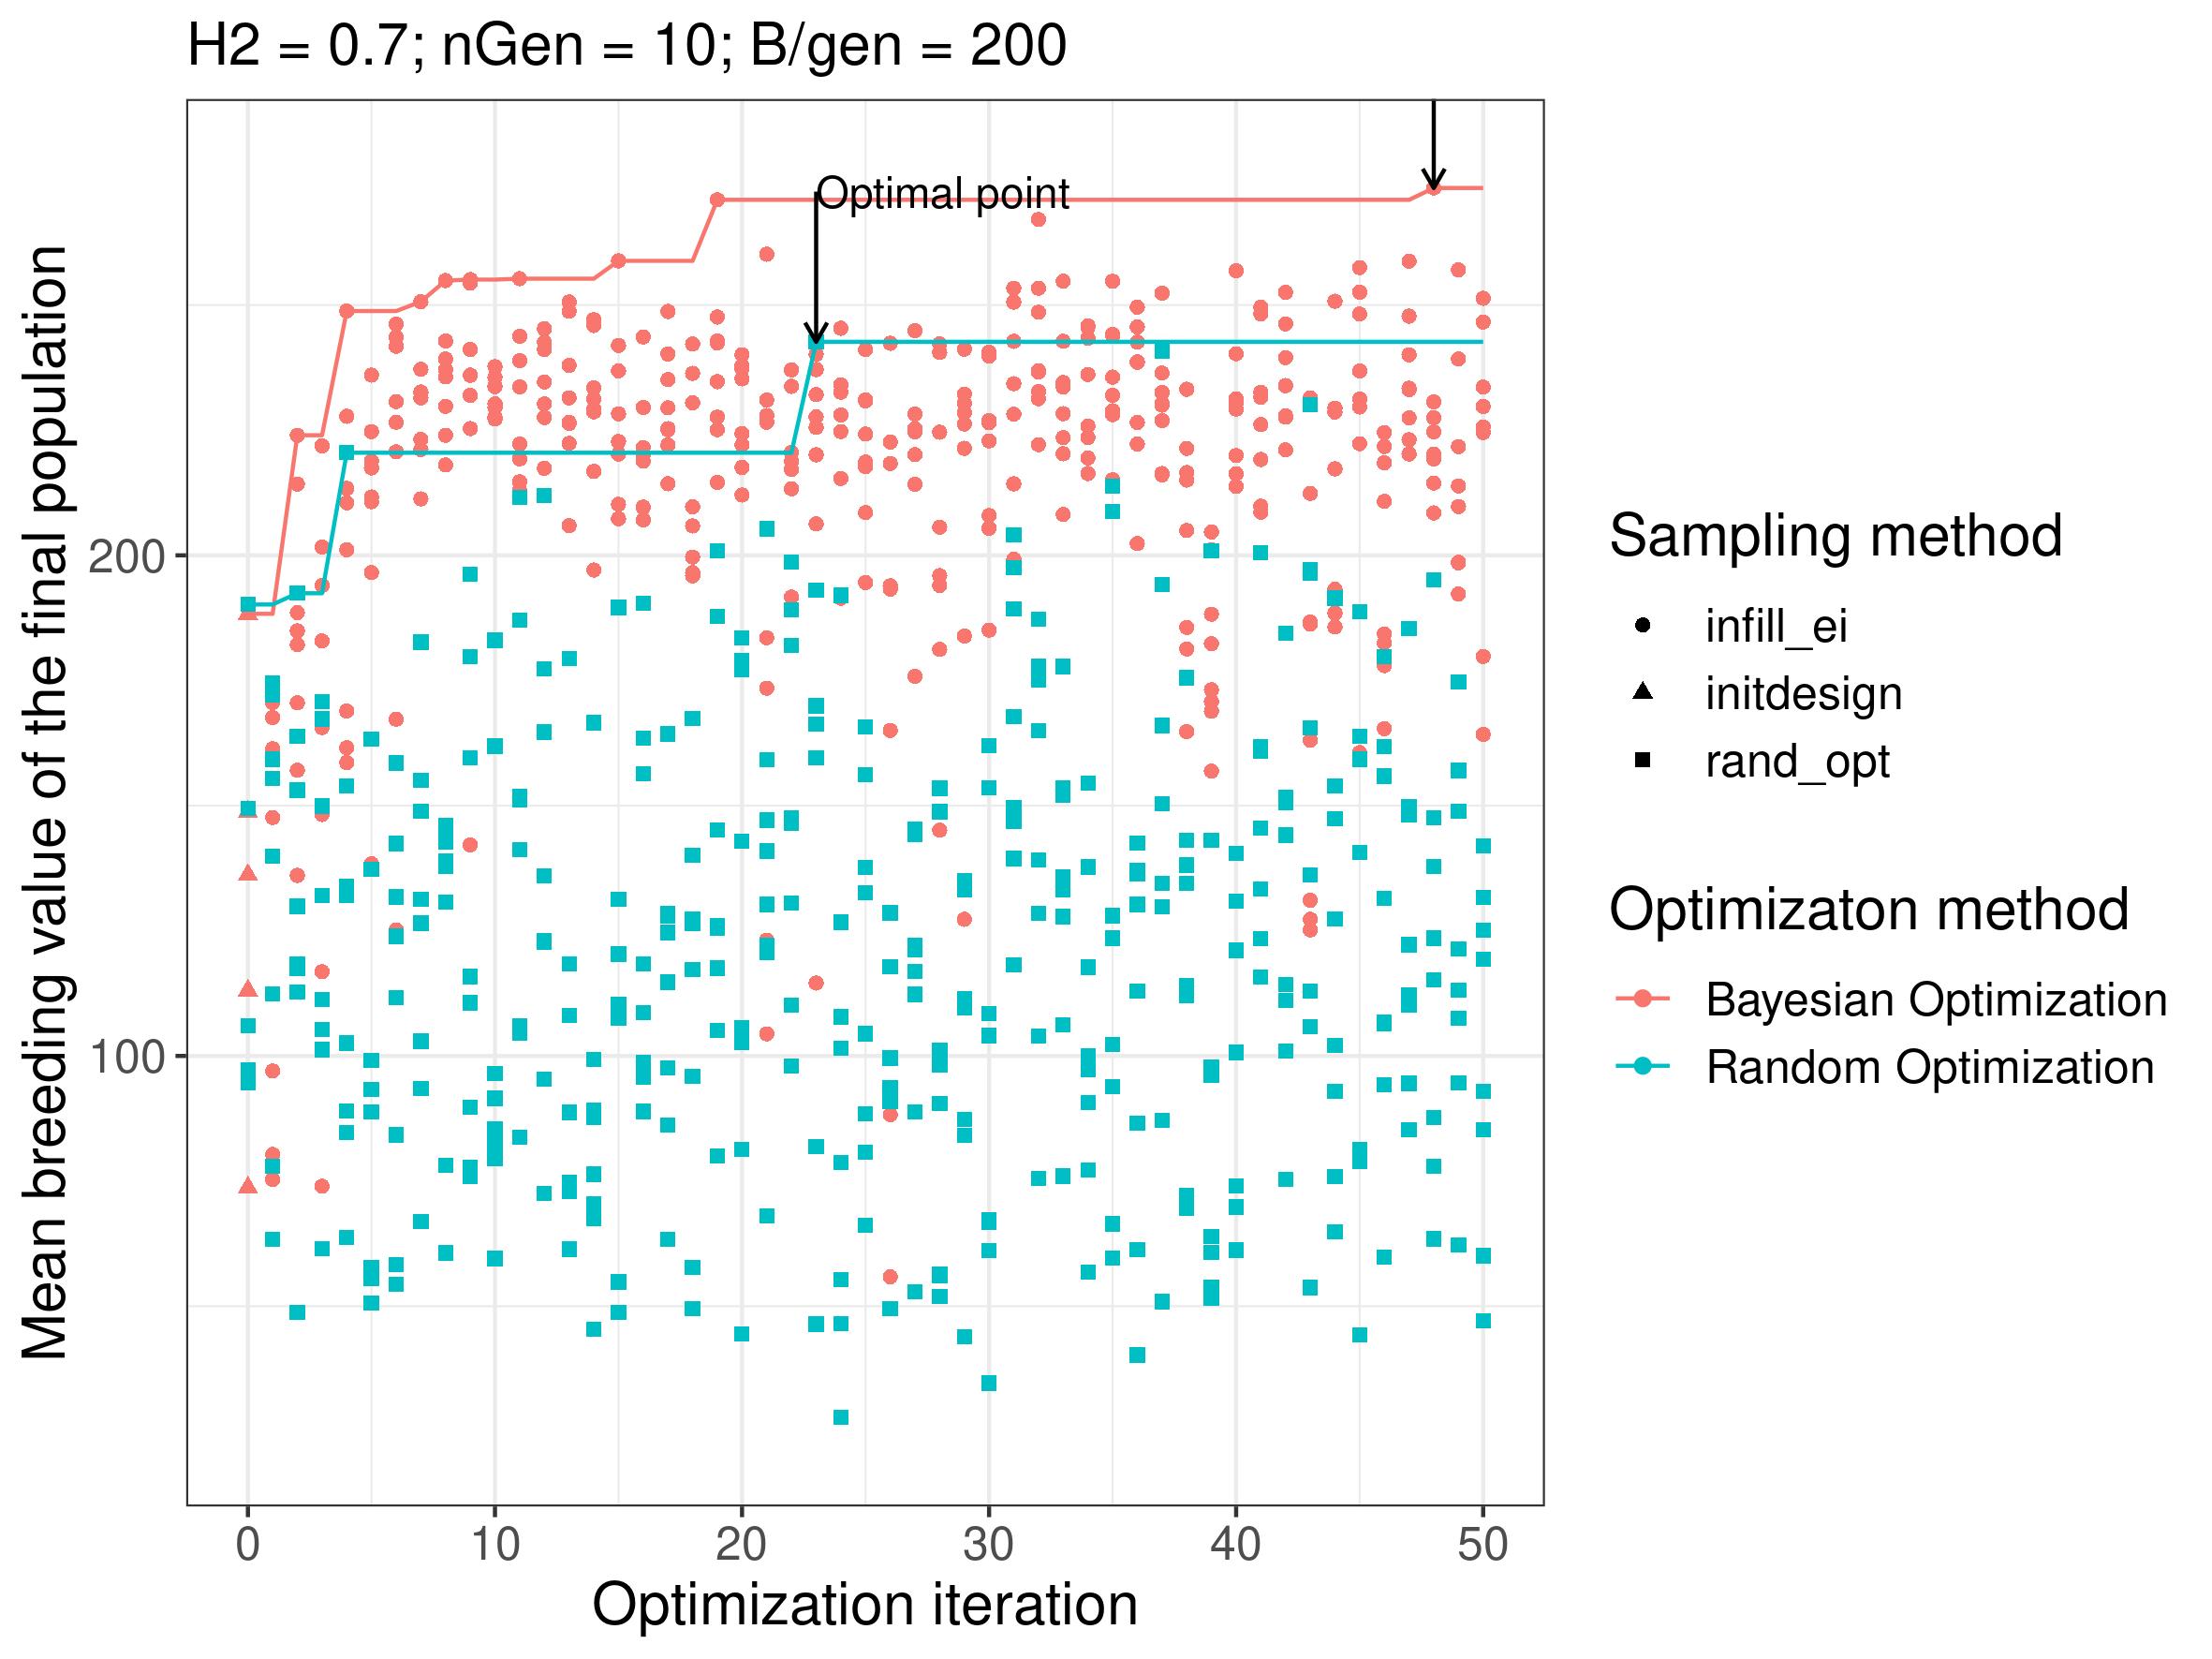 H2 = 0.7; nGen = 10; B/gen = 200
Mean breeding value of the final population
200
100
Optimal point
0 10 20 30 40 50
Optimization iteration
Sampling method
infill_ei
initdesign
rand_opt
Optimizaton method
Bayesian Optimization
Random Optimization